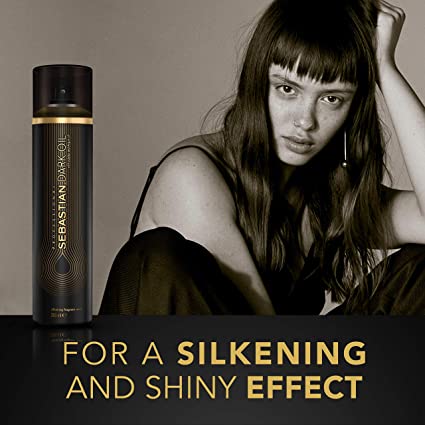 PROFESSIONAL
SEBASTIAN DARK OIL
FOR A SILKENING
AND SHINY EFFECT